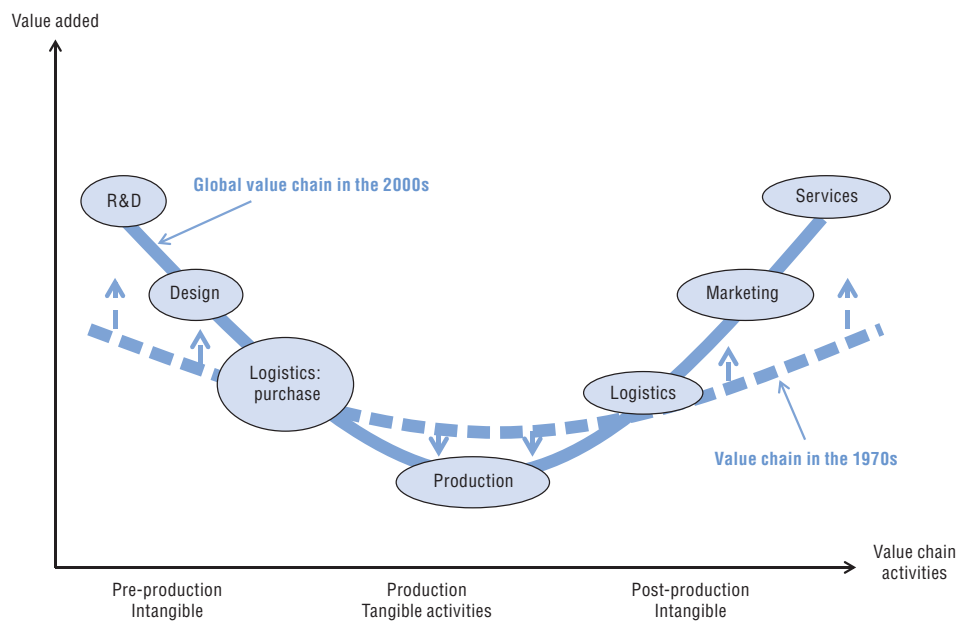 Value added
R&D
Global value chain in the 2000s
Services
Design
Marketing
Logistics:
purchase
Logistics
Value chain in the 1970s
Production
Value chain
activities
Pre-production
Intangible
Production
Tangible activities
Post-production
Intangible